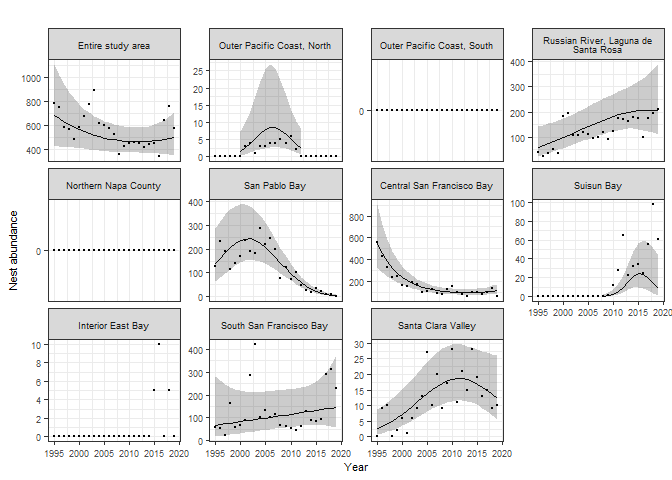 Entire study area
Outer Pacific Coast, North
Outer Pacific Coast, South
Russian River, Laguna de
Santa Rosa
1000
800
600
400
25
20
15
10
5
0
0
400
300
200
100
Northern Napa County
San Pablo Bay
Central San Francisco Bay
Suisun Bay
0
400
300
200
100
0
800
600
400
200
100
80
60
40
20
0
1995 2000 2005 2010 2015 2020
Interior East Bay
South San Francisco Bay
Santa Clara Valley
10
8
6
4
2
0
400
300
200
100
0
30
25
20
15
10
5
0
1995 2000 2005 2010 2015 2020
1995 2000 2005 2010 2015 2020
1995 2000 2005 2010 2015 2020
Nest abundance
Year